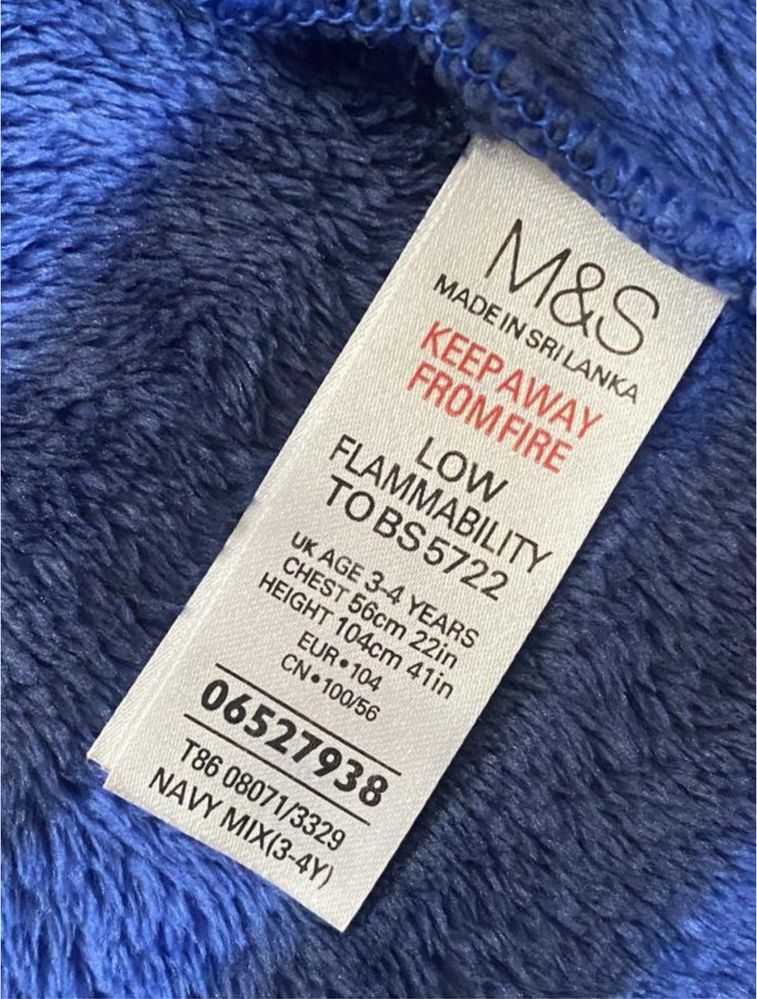 M&S
MADE IN SRI LANKA
KEEP AWAY
FROM FIRE
LOW
FLAMMABILITY
TO BS 5722
UK AGE 3-4 YEARS
CHEST 56cm 22in
HEIGHT 104cm 41in
EUR•104
CN•100/56
06527938
T86 08071/3329
NAVY MIX(3-4Y)